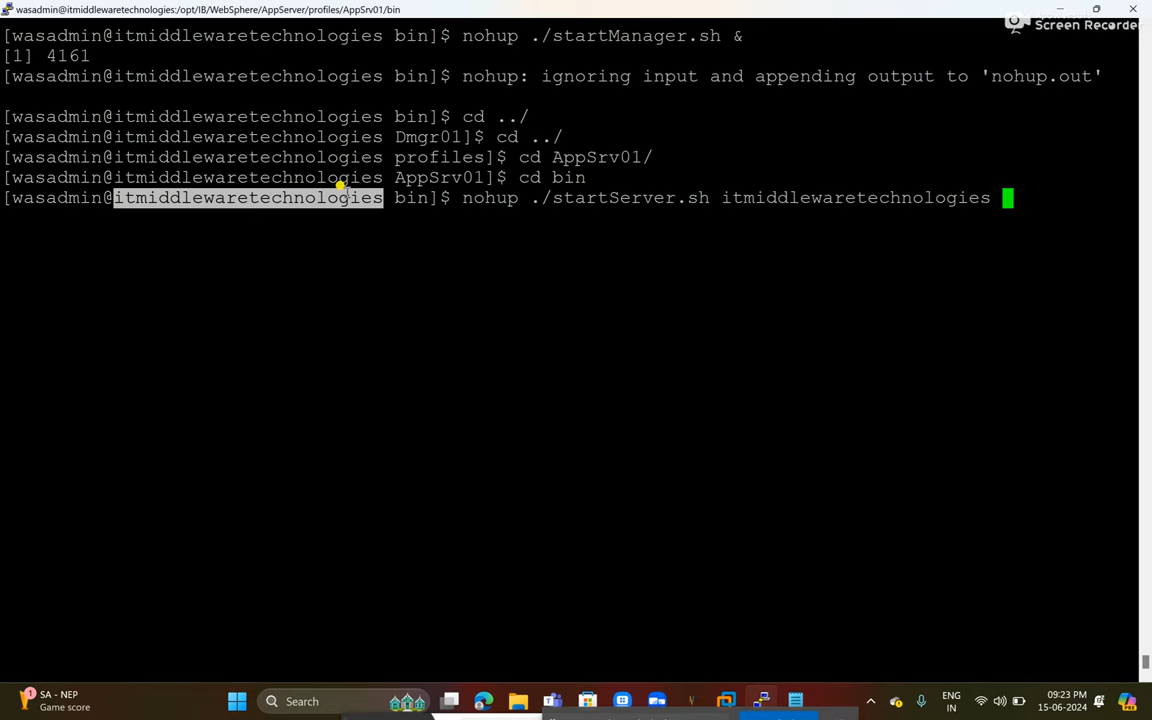 wasadmin@itmiddlewaretechnologies:/opt/IB/WebSphere/AppServer/profiles/AppSrv01/bin
Screen Recorder
[wasadmin@itmiddlewaretechnologies bin]$ nohup ./startManager.sh &
[1] 4161
[wasadmin@itmiddlewaretechnologies bin]$ nohup: ignoring input and appending output to 'nohup.out'
[wasadmin@itmiddlewaretechnologies bin]$ cd ../
[wasadmin@itmiddlewaretechnologies Dmgr01]$ cd ../
[wasadmin@itmiddlewaretechnologies profiles]$ cd AppSrv01/
[wasadmin@itmiddlewaretechnologies AppSrv01]$ cd bin
[wasadmin@itmiddlewaretechnologies bin]$ nohup ./startServer.sh itmiddlewaretechnologies
1
SA - NEP
Game score
Search
ENG
IN
09:23 PM
15-06-2024